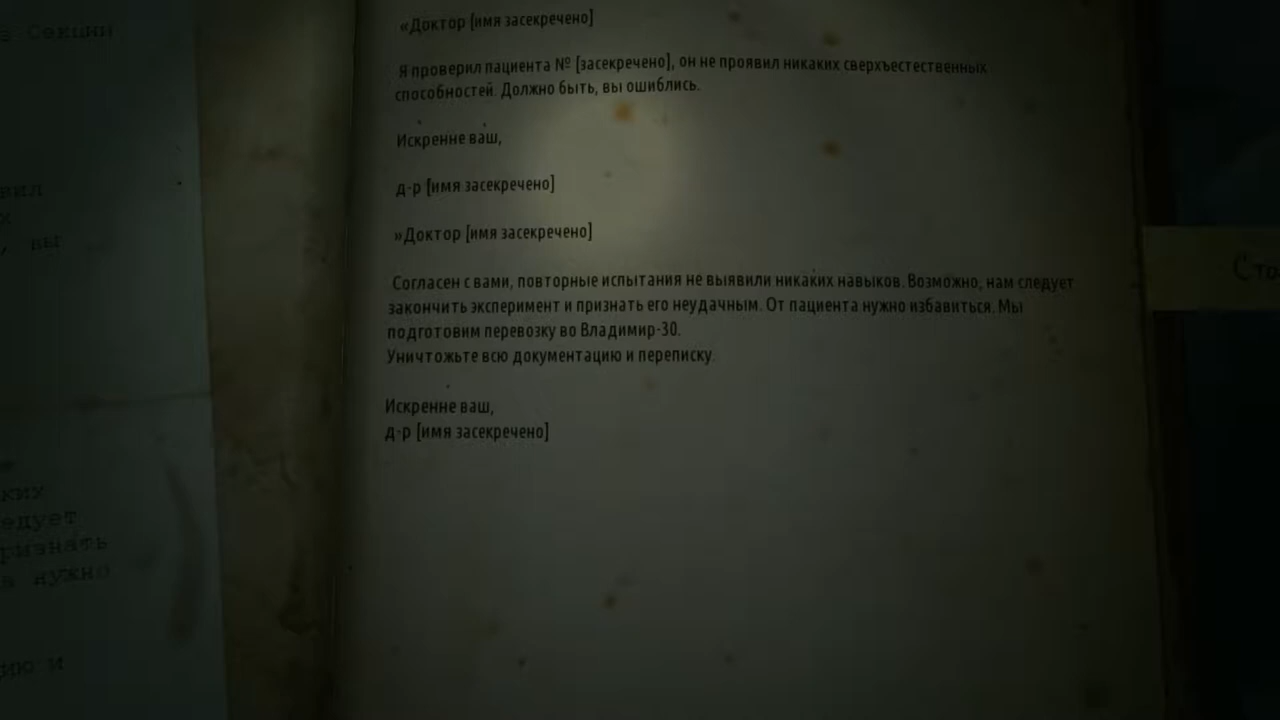 Секции
«Доктор [имя засекречено]
Я проверил пациента № [засекречено], он не проявил никаких сверхъестественных
способностей. Должно быть, вы ошиблись.
Искренне ваш,
д-р [имя засекречено]
»Доктор [имя засекречено]
Согласен с вами, повторные испытания не выявили никаких навыков. Возможно, нам следует
закончить эксперимент и признать его неудачным. От пациента нужно избавиться. Мы
подготовим перевозку во Владимир-30.
Уничтожьте всю документацию и переписку.
Искренне ваш,
д-р [имя засекречено]
вы
нужно
и